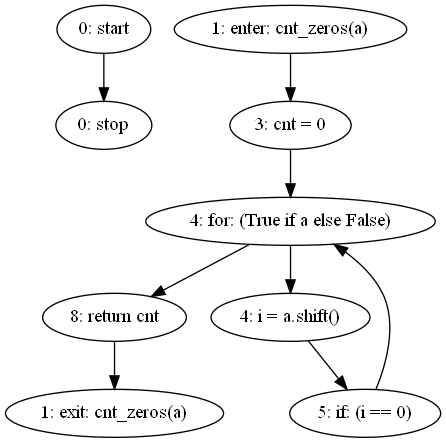 0: start
1: enter: cnt_zeros(a)
0: stop
3: cnt = 0
4: for: (True if a else False)
8: return cnt
4: i = a.shift()
1: exit: cnt_zeros(a)
5: if: (i == 0)